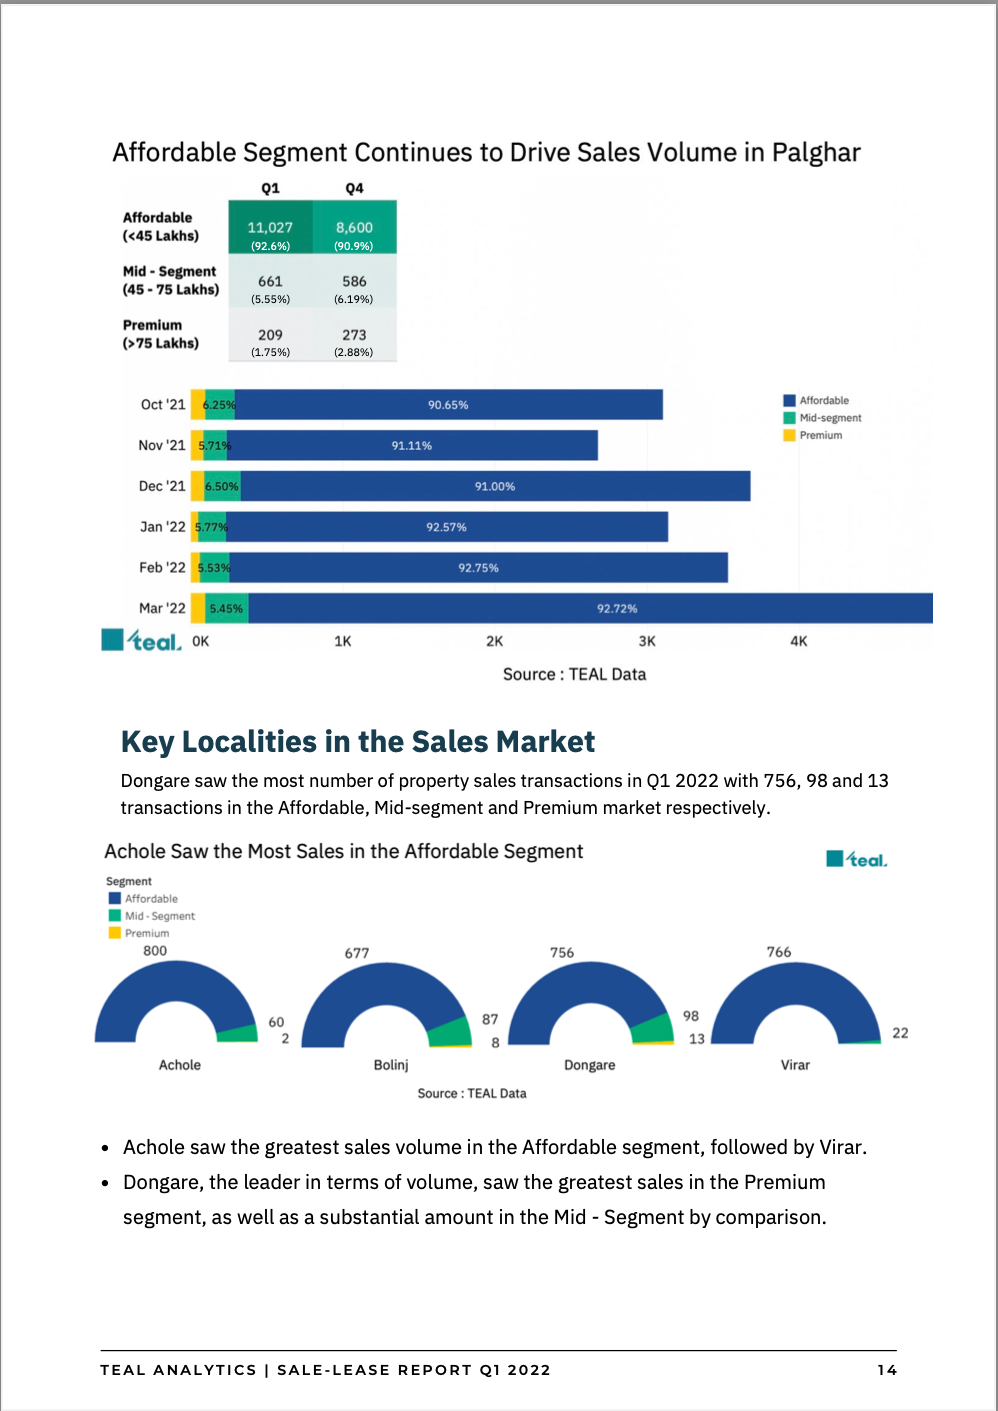 Affordable Segment Continues to Drive Sales Volume in Palghar
Q1 Q4
Affordable
(<45 Lakhs)
11,027 8,600
(92.6%) (90.9%)
Mid - Segment
(45 - 75 Lakhs)
661 586
(5.55%) (6.19%)
Premium
(>75 Lakhs)
209 273
(1.75%) (2.88%)
Oct '21 6.25% 90.65%
Nov '21 5.71% 91.11%
Dec '21 6.50% 91.00%
Jan '22 5.77% 92.57%
Feb '22 5.53% 92.75%
Mar '22 5.45% 92.72%
Affordable
Mid-segment
Premium
teal. 0K 1K 2K 3K 4K
Source : TEAL Data
Key Localities in the Sales Market
Dongare saw the most number of property sales transactions in Q1 2022 with 756, 98 and 13
transactions in the Affordable, Mid-segment and Premium market respectively.
Achole Saw the Most Sales in the Affordable Segment
teal.
Segment
Affordable
Mid - Segment
Premium
800 677 756 766
60 87 98 22
2 8 13
Achole Bolinj Dongare Virar
Source : TEAL Data
• Achole saw the greatest sales volume in the Affordable segment, followed by Virar.
• Dongare, the leader in terms of volume, saw the greatest sales in the Premium
segment, as well as a substantial amount in the Mid - Segment by comparison.
TEAL ANALYTICS | SALE-LEASE REPORT Q1 2022 14